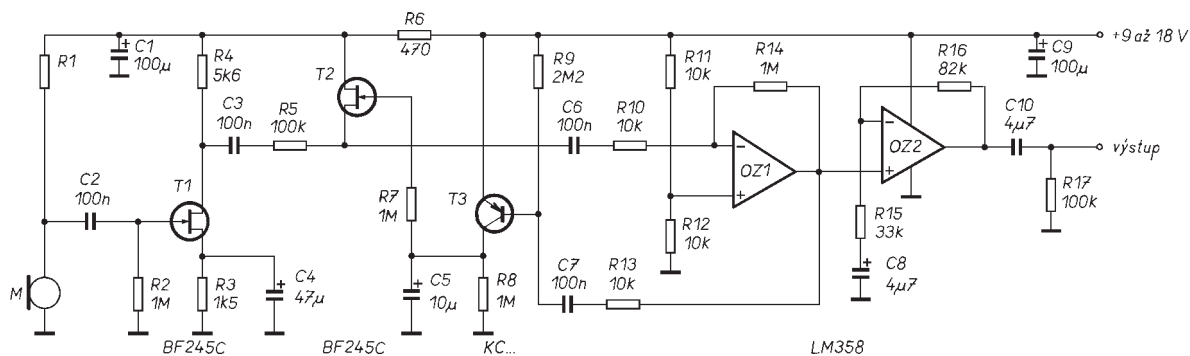 R1
C1
100µ
R4
5k6
T2
R6
470
R9
2M2
R11
10k
R14
1M
R16
82k
C9
100µ
+9 až 18 V
C3
100n
R5
100k
C6
100n
R10
10k
OZ1
OZ2
C10
4µ7
výstup
C2
100n
T1
R7
1M
T3
R12
10k
R15
33k
R17
100k
M
R2
1M
R3
1k5
C4
47µ
C5
10µ
R8
1M
C7
100n
R13
10k
C8
4µ7
BF245C
BF245C
KC...
LM358